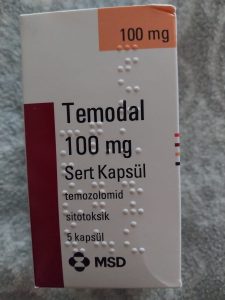 100 mg
Temodal
100 mg
Sert Kapsül
temozolomid
sitotoksik
5 kapsül
MSD